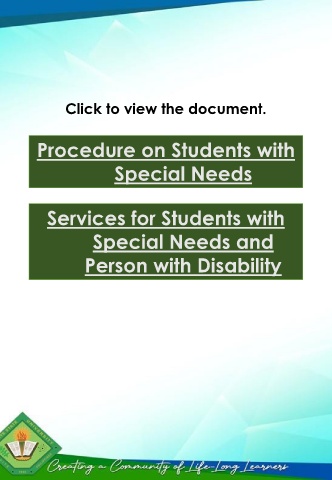 Click to view the document.
Procedure on Students with
Special Needs
Services for Students with
Special Needs and
Person with Disability
Creating a Community of Life-Long Learners